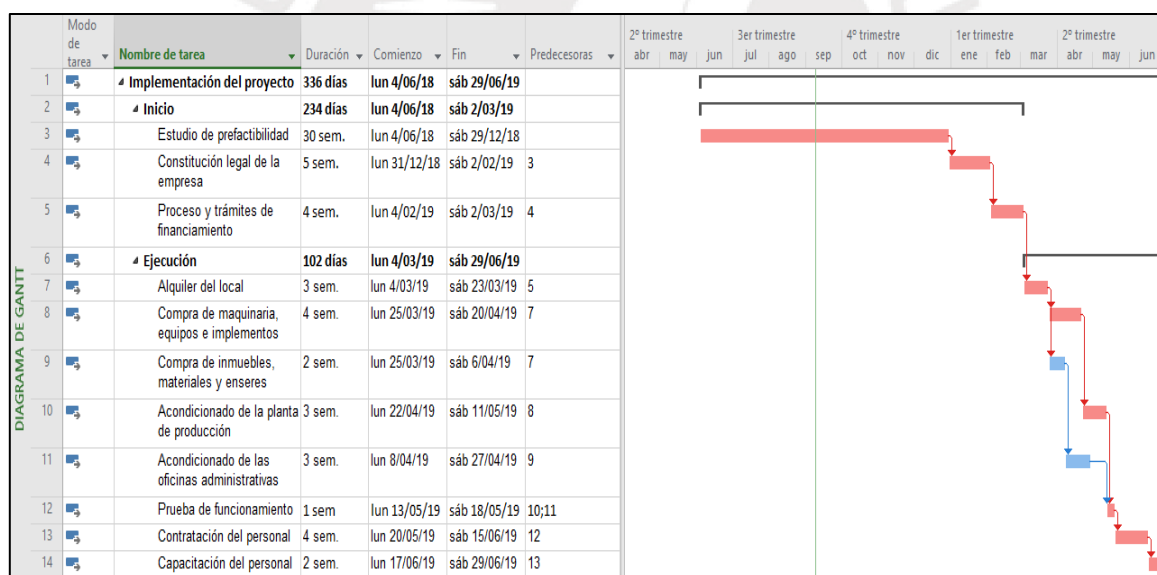 Modo de tarea Nombre de tarea Duración Comienzo Fin Predecesoras
2º trimestre 3er trimestre 4º trimestre 1er trimestre 2º trimestre
abr may jun jul ago sep oct nov dic ene feb mar abr may jun
DIAGRAMA DE GANTT
1 Implementación del proyecto 336 días lun 4/06/18 sáb 29/06/19
2 Inicio 234 días lun 4/06/18 sáb 2/03/19
3 Estudio de prefactibilidad 30 sem. lun 4/06/18 sáb 29/12/18
4 Constitución legal de la empresa 5 sem. lun 31/12/18 sáb 2/02/19 3
5 Proceso y trámites de financiamiento 4 sem. lun 4/02/19 sáb 2/03/19 4
6 Ejecución 102 días lun 4/03/19 sáb 29/06/19
7 Alquiler del local 3 sem. lun 4/03/19 sáb 23/03/19 5
8 Compra de maquinaria, equipos e implementos 4 sem. lun 25/03/19 sáb 20/04/19 7
9 Compra de inmuebles, materiales y enseres 2 sem. lun 25/03/19 sáb 6/04/19 7
10 Acondicionado de la planta de producción 3 sem. lun 22/04/19 sáb 11/05/19 8
11 Acondicionado de las oficinas administrativas 3 sem. lun 8/04/19 sáb 27/04/19 9
12 Prueba de funcionamiento 1 sem lun 13/05/19 sáb 18/05/19 10;11
13 Contratación del personal 4 sem. lun 20/05/19 sáb 15/06/19 12
14 Capacitación del personal 2 sem. lun 17/06/19 sáb 29/06/19 13